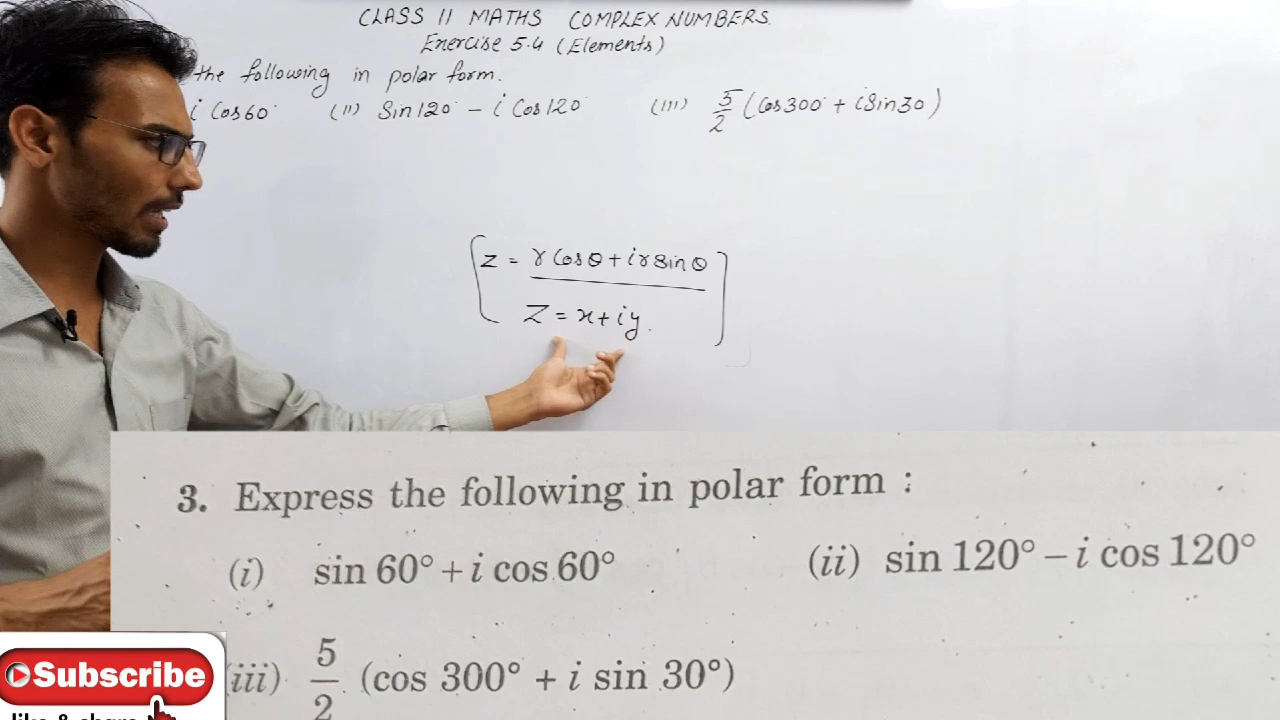 CLASS 11 MATHS COMPLEX NUMBERS.
Exercise 5.4 (Elements)
the following in polar form.
i Cos60° (ii) Sin120° - i Cos120° (iii) 5/2 (Cos300° + iSin30)
z = r Cosθ + i r sinθ
Z = x + iy.
3. Express the following in polar form :
(i) sin 60° + i cos 60° (ii) sin 120° – i cos 120°
(iii) 5/2 (cos 300° + i sin 30°)
Subscribe
like & share